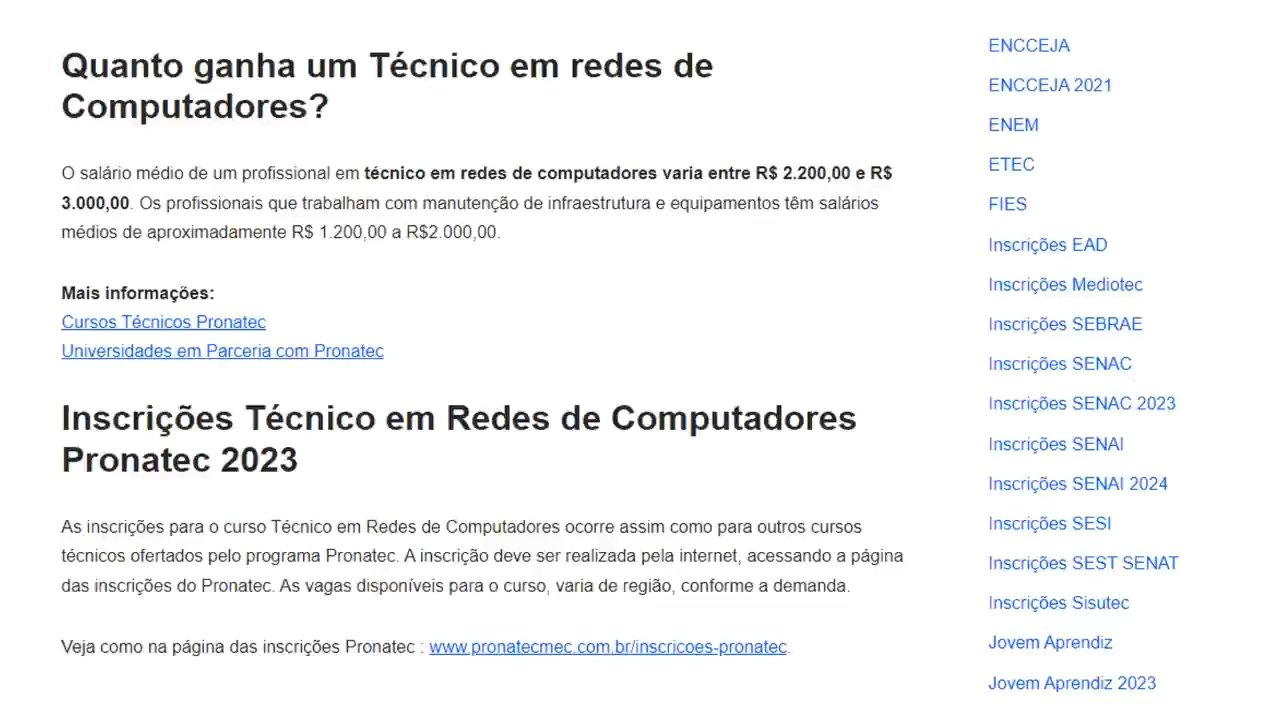 Quanto ganha um Técnico em redes de
Computadores?
O salário médio de um profissional em técnico em redes de computadores varia entre R$ 2.200,00 e R$
3.000,00. Os profissionais que trabalham com manutenção de infraestrutura e equipamentos têm salários
médios de aproximadamente R$ 1.200,00 a R$2.000,00.
Mais informações:
Cursos Técnicos Pronatec
Universidades em Parceria com Pronatec
Inscrições Técnico em Redes de Computadores
Pronatec 2023
As inscrições para o curso Técnico em Redes de Computadores ocorre assim como para outros cursos
técnicos ofertados pelo programa Pronatec. A inscrição deve ser realizada pela internet, acessando a página
das inscrições do Pronatec. As vagas disponíveis para o curso, varia de região, conforme a demanda.
Veja como na página das inscrições Pronatec : www.pronatecmec.com.br/inscricoes-pronatec.
ENCCEJA
ENCCEJA 2021
ENEM
ETEC
FIES
Inscrições EAD
Inscrições Mediotec
Inscrições SEBRAE
Inscrições SENAC
Inscrições SENAC 2023
Inscrições SENAI
Inscrições SENAI 2024
Inscrições SESI
Inscrições SEST SENAT
Inscrições Sisutec
Jovem Aprendiz
Jovem Aprendiz 2023